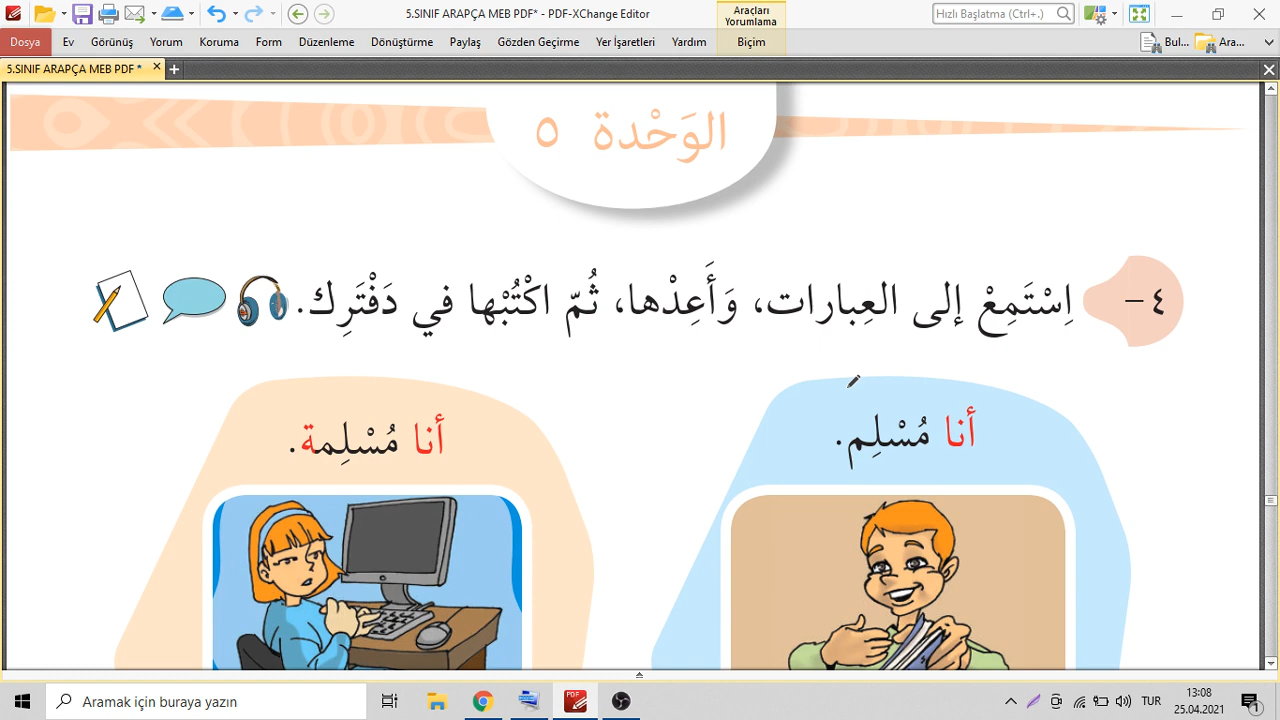 5.SINIF ARAPÇA MEB PDF* - PDF-XChange Editor
Araçları Yorumlama
Hızlı Başlatma (Ctrl+.)
Dosya Ev Görünüş Yorum Koruma Form Düzenleme Dönüştürme Paylaş Gözden Geçirme Yer İşaretleri Yardım Biçim Bul... Ara...
5.SINIF ARAPÇA MEB PDF *
الوَحْدة ٥
٤ – اِسْتَمِعْ إلى العِبارات، وَأَعِدْها، ثُمّ اكْتُبْها في دَفْتَرِك.
أنا مُسْلِم.
أنا مُسْلِمة.
Aramak için buraya yazın
PDF
TUR
13:08
25.04.2021
1